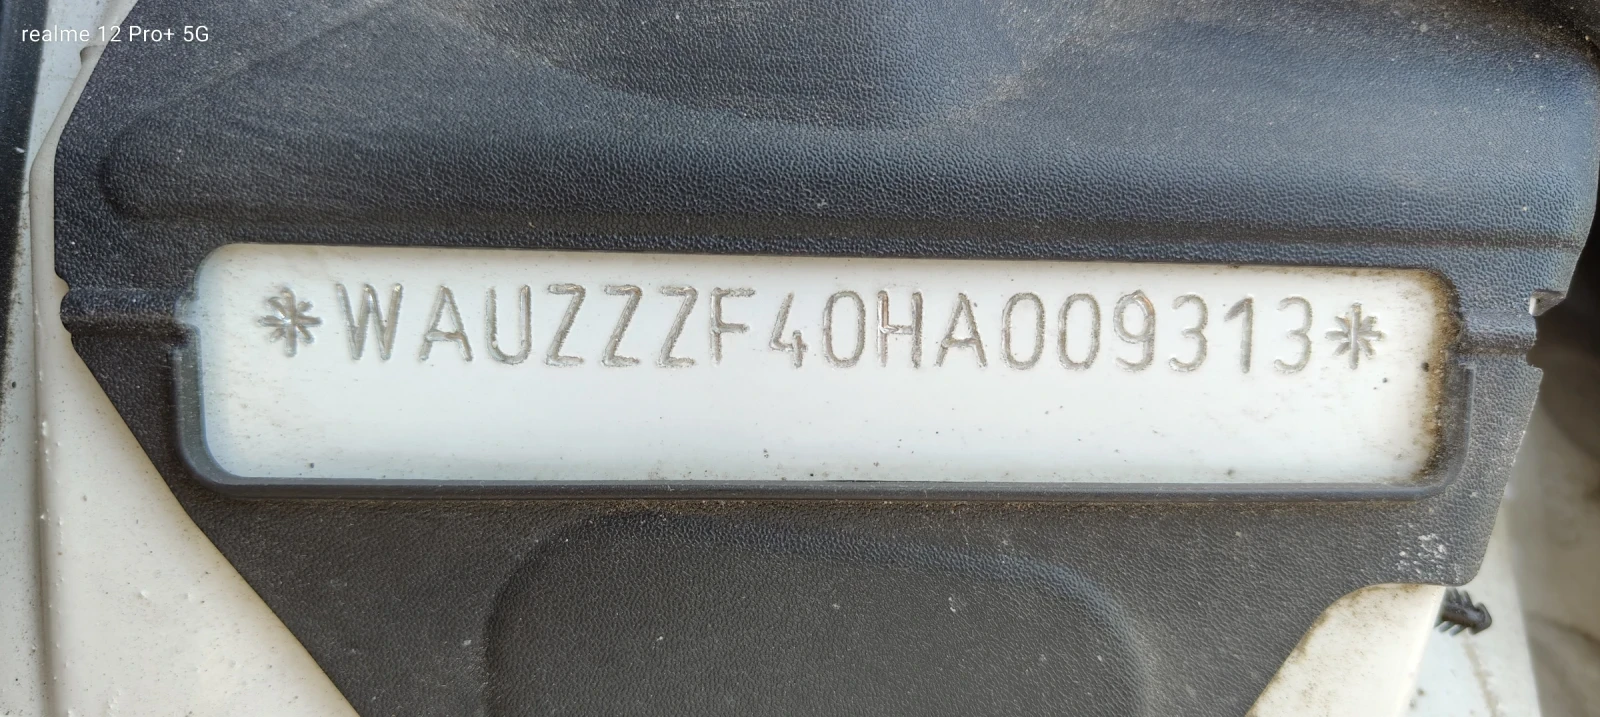 realme 12 Pro+ 5G
*WAUZZZF40HA009313*